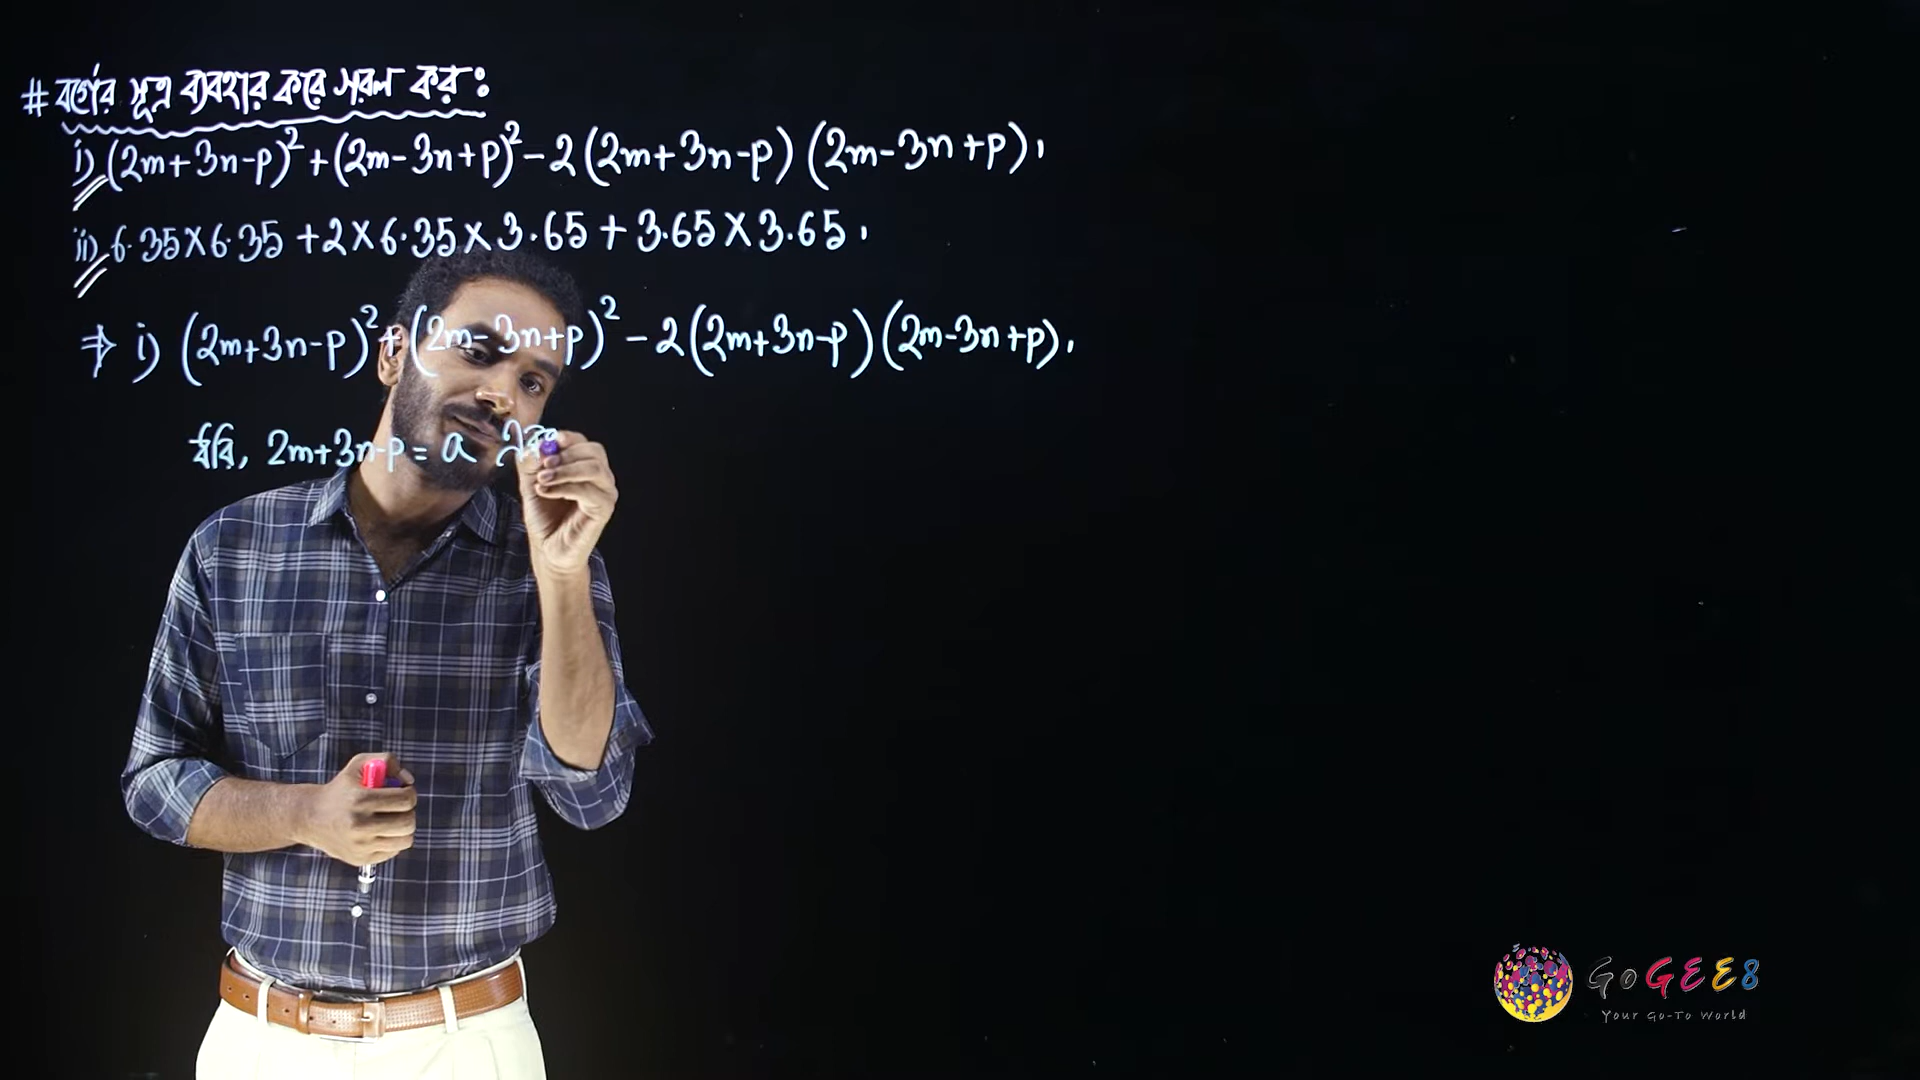 # বর্গের সূত্র ব্যবহার করে সরল কর :
i) (2m+3n-p)² + (2m-3n+p)² - 2(2m+3n-p) (2m-3n+p),
ii) 6.35×6.35 + 2×6.35×3.65 + 3.65×3.65,
⇒ i) (2m+3n-p)² + (2m-3n+p)² - 2(2m+3n-p)(2m-3n+p),
ধরি, 2m+3n-p = a এবং
GoGEE8
Your Go-To World